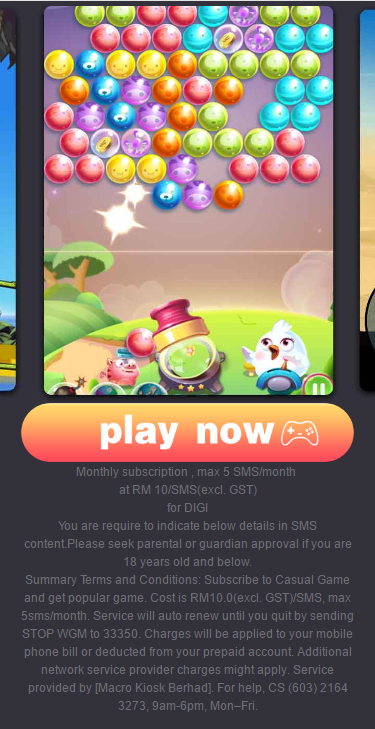 play now
Monthly subscription , max 5 SMS/month
at RM 10/SMS(excl. GST)
for DIGI
You are require to indicate below details in SMS
content.Please seek parental or guardian approval if you are
18 years old and below.
Summary Terms and Conditions: Subscribe to Casual Game
and get popular game. Cost is RM10.0(excl. GST)/SMS, max
5sms/month. Service will auto renew until you quit by sending
STOP WGM to 33350. Charges will be applied to your mobile
phone bill or deducted from your prepaid account. Additional
network service provider charges might apply. Service
provided by [Macro Kiosk Berhad]. For help, CS (603) 2164
3273, 9am-6pm, Mon–Fri.